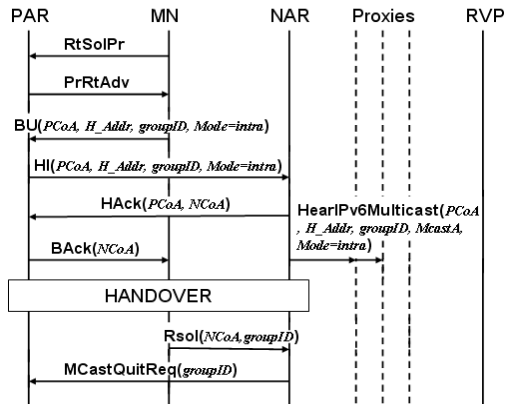 PAR MN NAR Proxies RVP
RtSolPr
PrRtAdv
BU(PCoA, H_Addr, groupID, Mode=intra)
HI(PCoA, H_Addr, groupID, Mode=intra)
HAck(PCoA, NCoA)
HearIPv6Multicast(PCoA
, H_Addr, groupID, McastA,
Mode=intra)
BAck(NCoA)
HANDOVER
Rsol(NCoA,groupID)
MCastQuitReq(groupID)